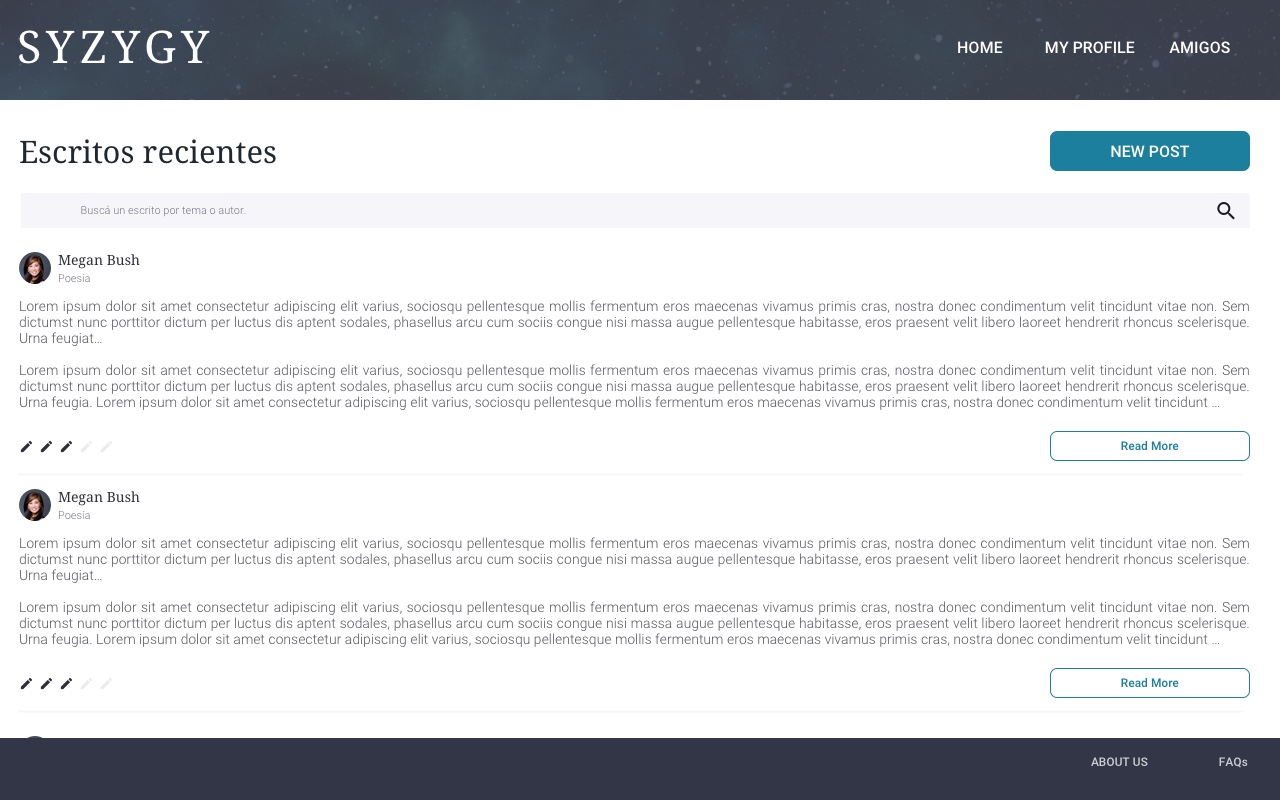 SYZYGY
HOME MY PROFILE AMIGOS
Escritos recientes
NEW POST
Buscá un escrito por tema o autor.
Megan Bush
Poesía
Lorem ipsum dolor sit amet consectetur adipiscing elit varius, sociosqu pellentesque mollis fermentum eros maecenas vivamus primis cras, nostra donec condimentum velit tincidunt vitae non. Sem
dictumst nunc porttitor dictum per luctus dis aptent sodales, phasellus arcu cum sociis congue nisi massa augue pellentesque habitasse, eros praesent velit libero laoreet hendrerit rhoncus scelerisque.
Urna feugiat...
Lorem ipsum dolor sit amet consectetur adipiscing elit varius, sociosqu pellentesque mollis fermentum eros maecenas vivamus primis cras, nostra donec condimentum velit tincidunt vitae non. Sem
dictumst nunc porttitor dictum per luctus dis aptent sodales, phasellus arcu cum sociis congue nisi massa augue pellentesque habitasse, eros praesent velit libero laoreet hendrerit rhoncus scelerisque.
Urna feugia. Lorem ipsum dolor sit amet consectetur adipiscing elit varius, sociosqu pellentesque mollis fermentum eros maecenas vivamus primis cras, nostra donec condimentum velit tincidunt ...
Read More
Megan Bush
Poesía
Lorem ipsum dolor sit amet consectetur adipiscing elit varius, sociosqu pellentesque mollis fermentum eros maecenas vivamus primis cras, nostra donec condimentum velit tincidunt vitae non. Sem
dictumst nunc porttitor dictum per luctus dis aptent sodales, phasellus arcu cum sociis congue nisi massa augue pellentesque habitasse, eros praesent velit libero laoreet hendrerit rhoncus scelerisque.
Urna feugiat...
Lorem ipsum dolor sit amet consectetur adipiscing elit varius, sociosqu pellentesque mollis fermentum eros maecenas vivamus primis cras, nostra donec condimentum velit tincidunt vitae non. Sem
dictumst nunc porttitor dictum per luctus dis aptent sodales, phasellus arcu cum sociis congue nisi massa augue pellentesque habitasse, eros praesent velit libero laoreet hendrerit rhoncus scelerisque.
Urna feugia. Lorem ipsum dolor sit amet consectetur adipiscing elit varius, sociosqu pellentesque mollis fermentum eros maecenas vivamus primis cras, nostra donec condimentum velit tincidunt ...
Read More
ABOUT US FAQs